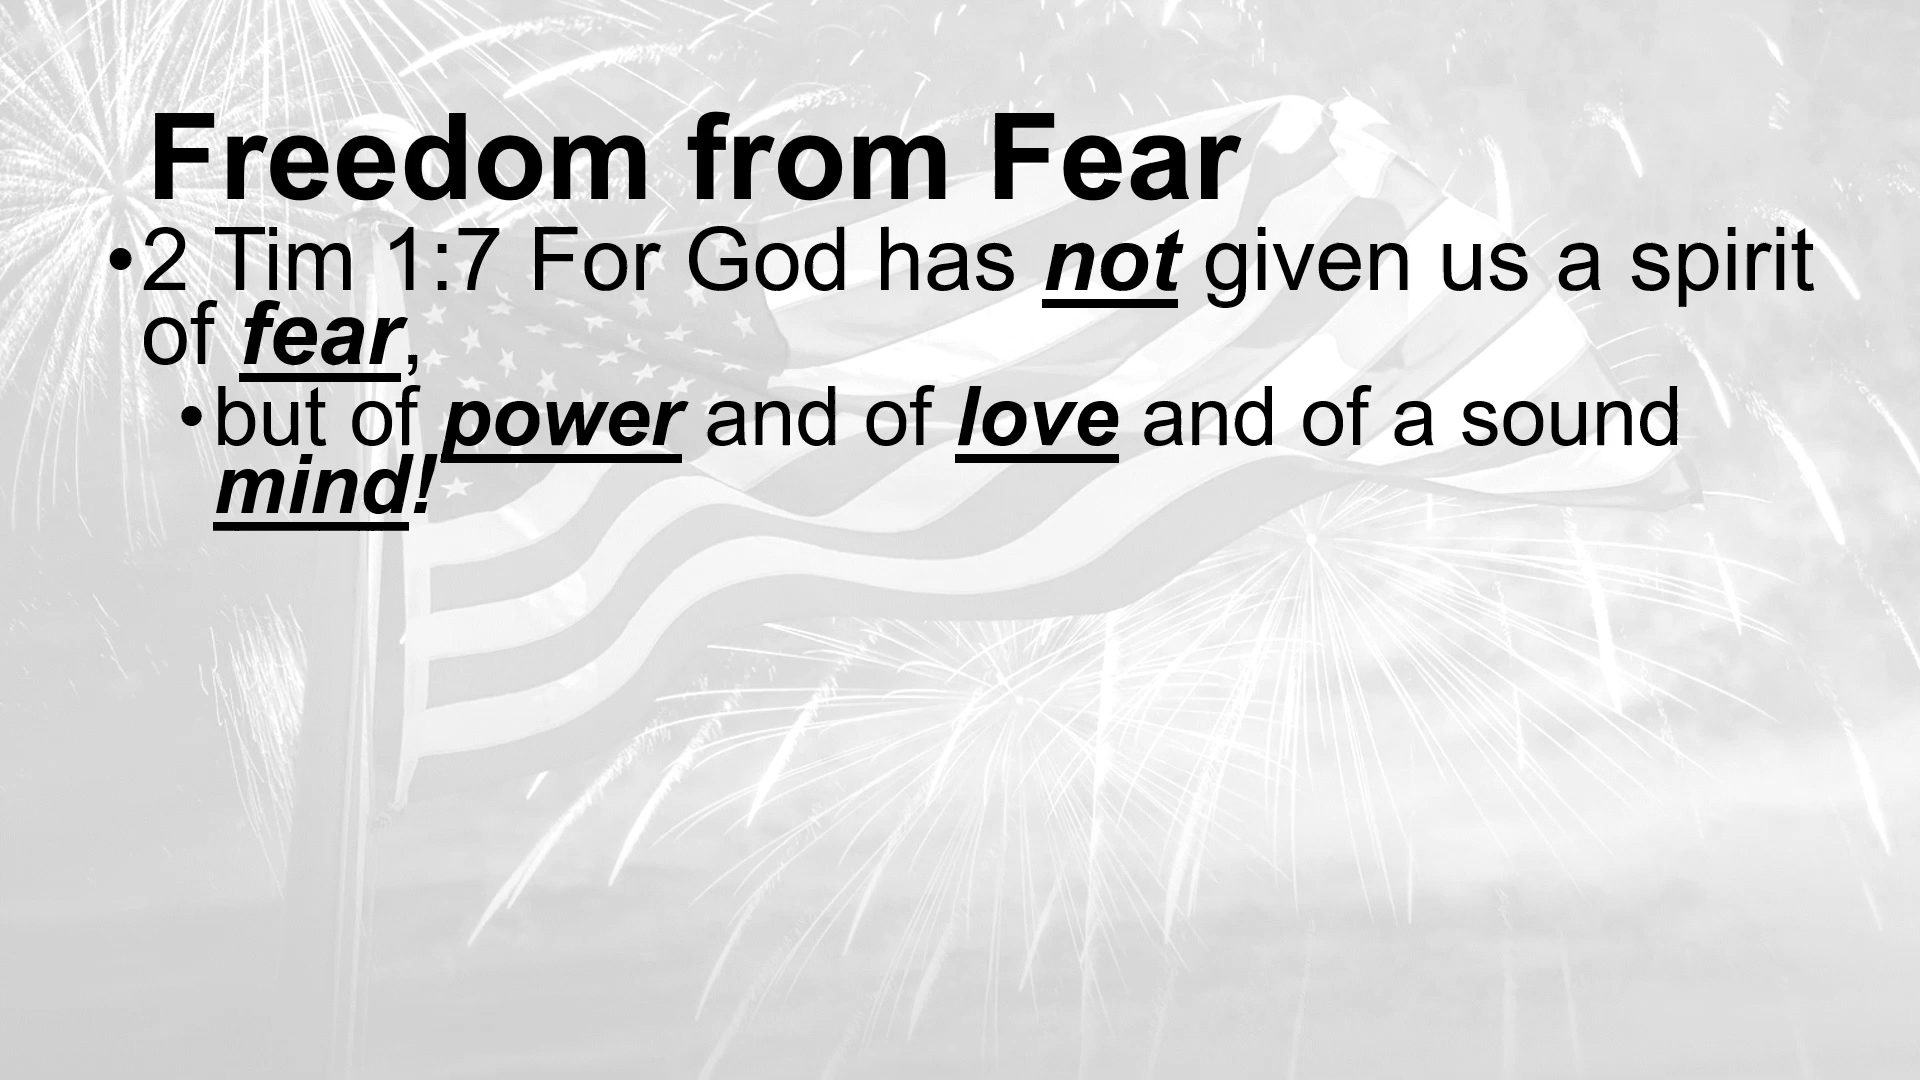 Freedom from Fear
•2 Tim 1:7 For God has not given us a spirit
of fear,
•but of power and of love and of a sound
mind!